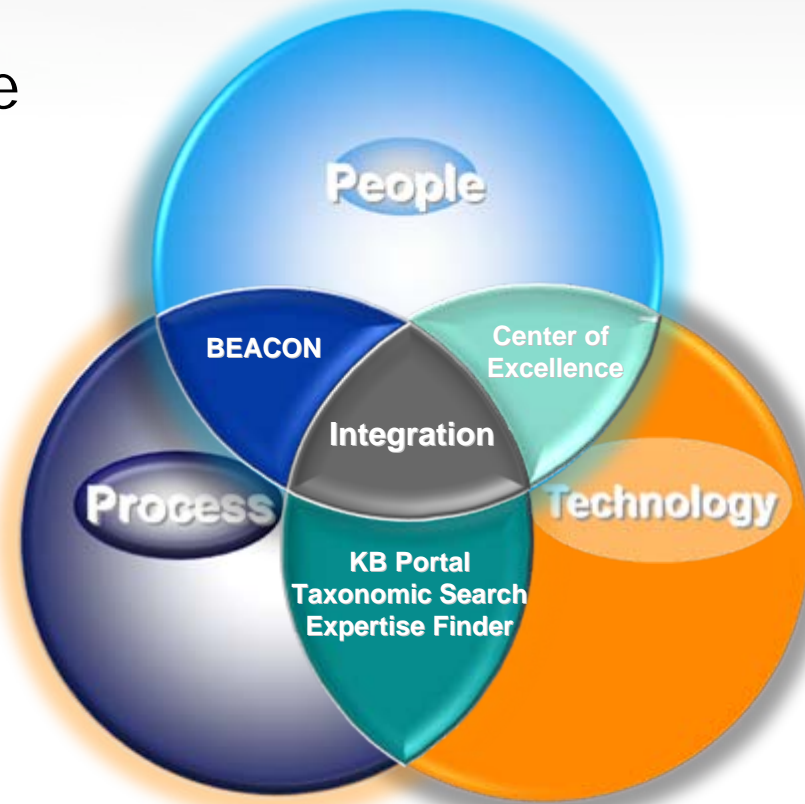 e
People
BEACON
Center of
Excellence
Integration
Process
Technology
KB Portal
Taxonomic Search
Expertise Finder